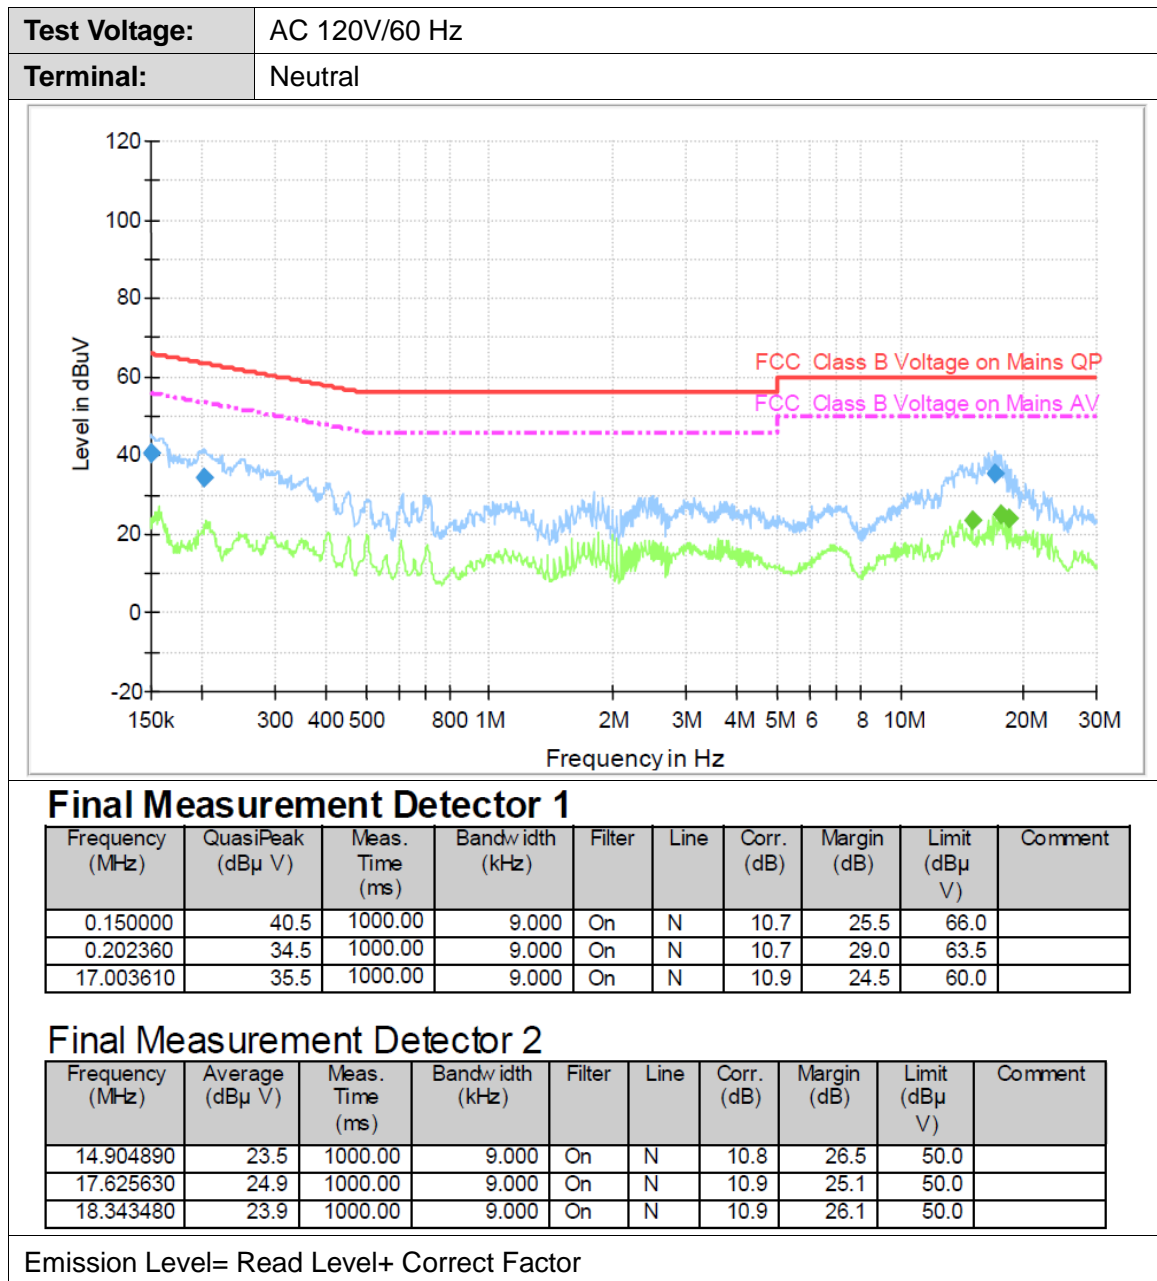 Test Voltage: AC 120V/60 Hz
Terminal: Neutral
120
100
80
60
40
20
0
-20
Level in dBuV
FCC Class B Voltage on Mains QP
FCC Class B Voltage on Mains AV
150k 300 400 500 800 1M 2M 3M 4M 5M 6 8 10M 20M 30M
Frequency in Hz
Final Measurement Detector 1
Frequency (MHz) QuasiPeak (dBµ V) Meas. Time (ms) Bandwidth (kHz) Filter Line Corr. (dB) Margin (dB) Limit (dBµ V) Comment
0.150000 40.5 1000.00 9.000 On N 10.7 25.5 66.0
0.202360 34.5 1000.00 9.000 On N 10.7 29.0 63.5
17.003610 35.5 1000.00 9.000 On N 10.9 24.5 60.0
Final Measurement Detector 2
Frequency (MHz) Average (dBµ V) Meas. Time (ms) Bandwidth (kHz) Filter Line Corr. (dB) Margin (dB) Limit (dBµ V) Comment
14.904890 23.5 1000.00 9.000 On N 10.8 26.5 50.0
17.625630 24.9 1000.00 9.000 On N 10.9 25.1 50.0
18.343480 23.9 1000.00 9.000 On N 10.9 26.1 50.0
Emission Level= Read Level+ Correct Factor